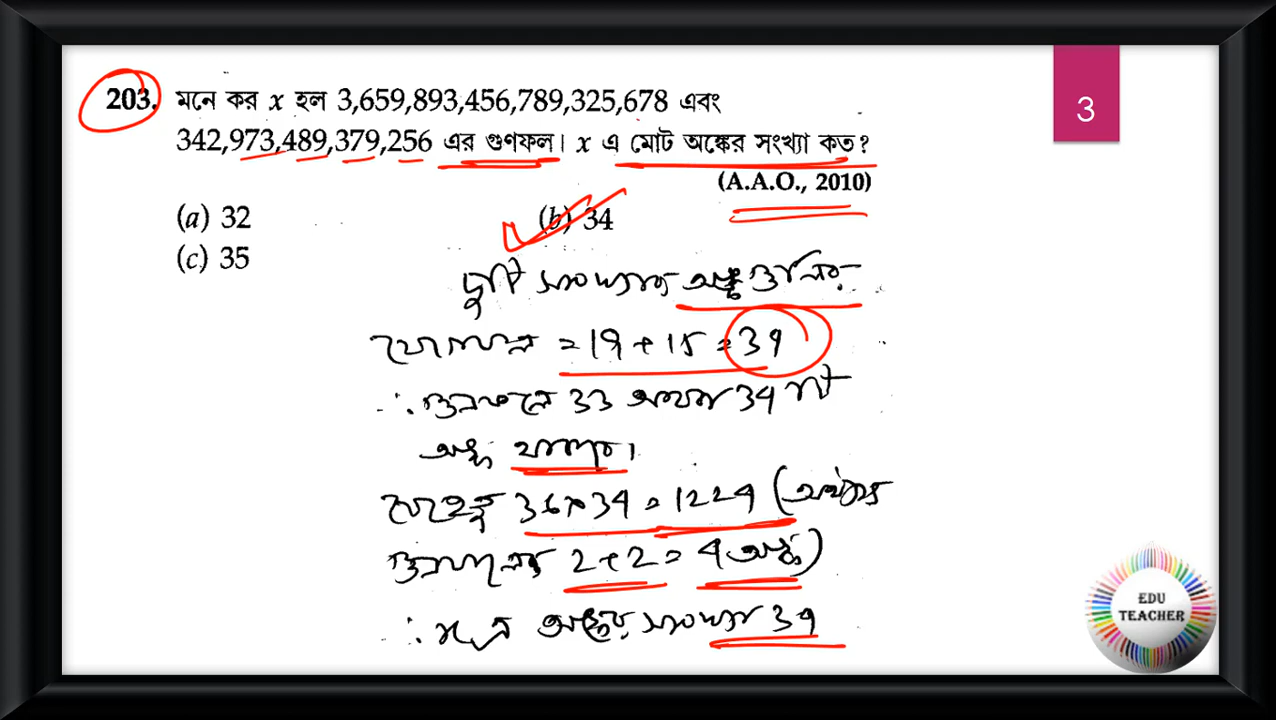 3
203. মনে কর x হল 3,659,893,456,789,325,678 এবং
342,973,489,379,256 এর গুণফল। x এ মোট অঙ্কের সংখ্যা কত?
(A.A.O., 2010)
(a) 32
(b) 34
(c) 35
দুটি সংখ্যার অঙ্কগুলির
যোগফল = 19 + 15 = 34
∴ গুণফলে 33 অথবা 34 টি
অঙ্ক থাকবে।
যেহেতু 36 × 34 = 1224 (অর্থাৎ
গুণফলের 2 + 2 = 4 অঙ্ক)
∴ অঙ্কের সংখ্যা 34
EDU
TEACHER